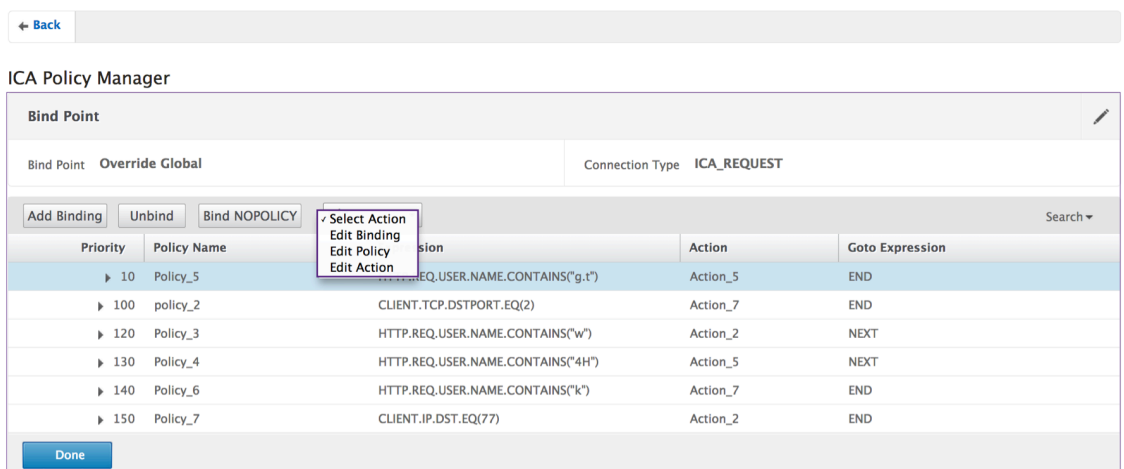 Back
ICA Policy Manager
Bind Point
Bind Point Override Global Connection Type ICA_REQUEST
Add Binding Unbind Bind NOPOLICY Search
✓ Select Action
Edit Binding
Edit Policy
Edit Action
Priority Policy Name sion Action Goto Expression
10 Policy_5 HTTP.REQ.USER.NAME.CONTAINS("g.t") Action_5 END
100 policy_2 CLIENT.TCP.DSTPORT.EQ(2) Action_7 END
120 Policy_3 HTTP.REQ.USER.NAME.CONTAINS("w") Action_2 NEXT
130 Policy_4 HTTP.REQ.USER.NAME.CONTAINS("4H") Action_5 NEXT
140 Policy_6 HTTP.REQ.USER.NAME.CONTAINS("k") Action_7 END
150 Policy_7 CLIENT.IP.DST.EQ(77) Action_2 END
Done